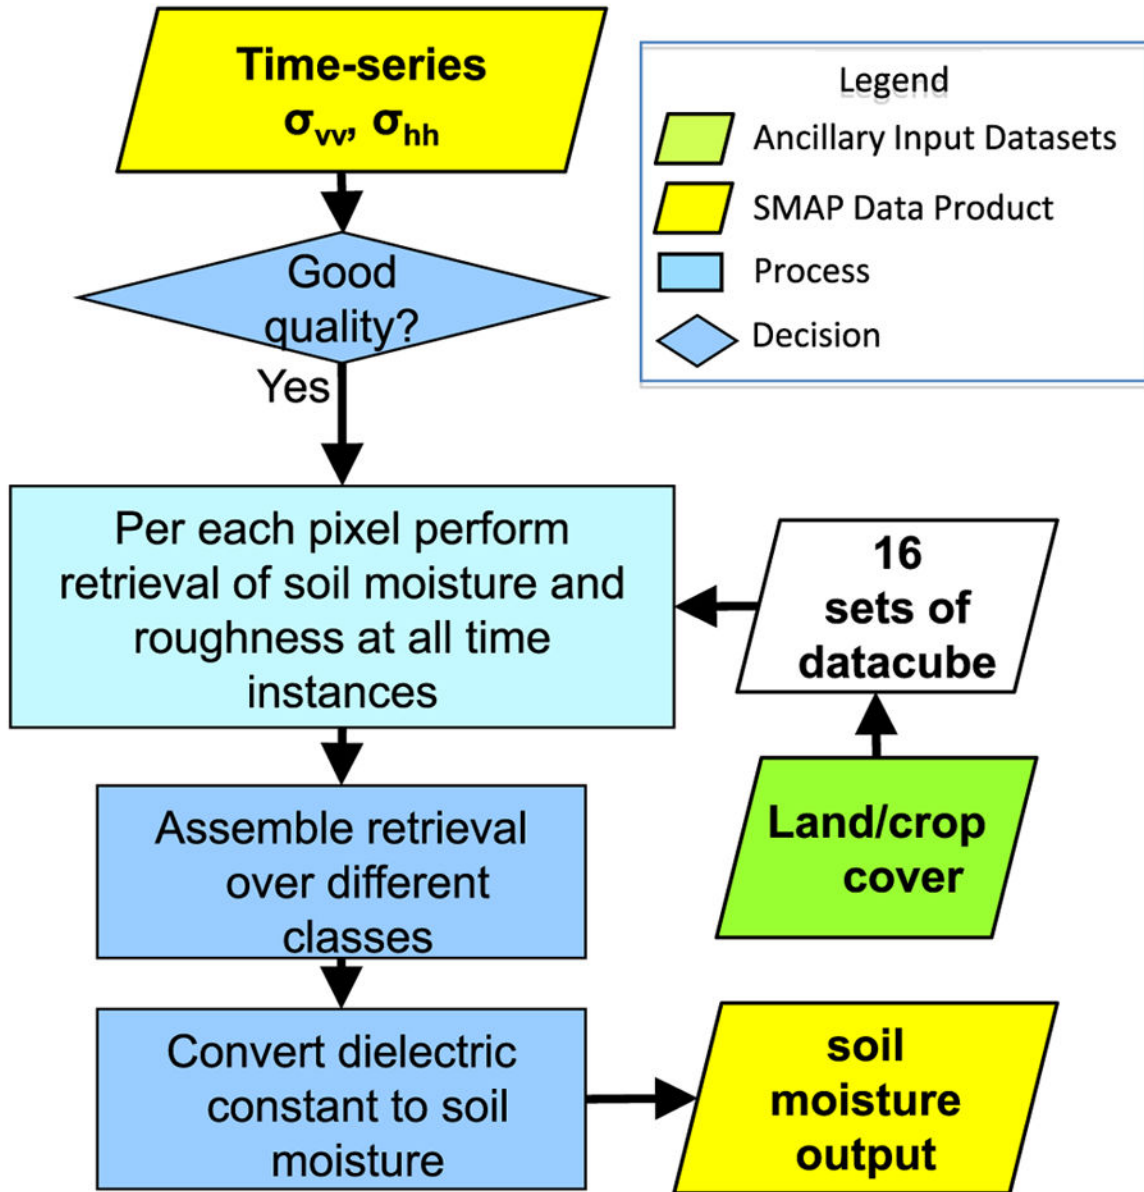 Time-series
σvv, σhh
Legend
Ancillary Input Datasets
SMAP Data Product
Process
Decision
Good
quality?
Yes
Per each pixel perform
retrieval of soil moisture and
roughness at all time
instances
16
sets of
datacube
Land/crop
cover
Assemble retrieval
over different
classes
Convert dielectric
constant to soil
moisture
soil
moisture
output